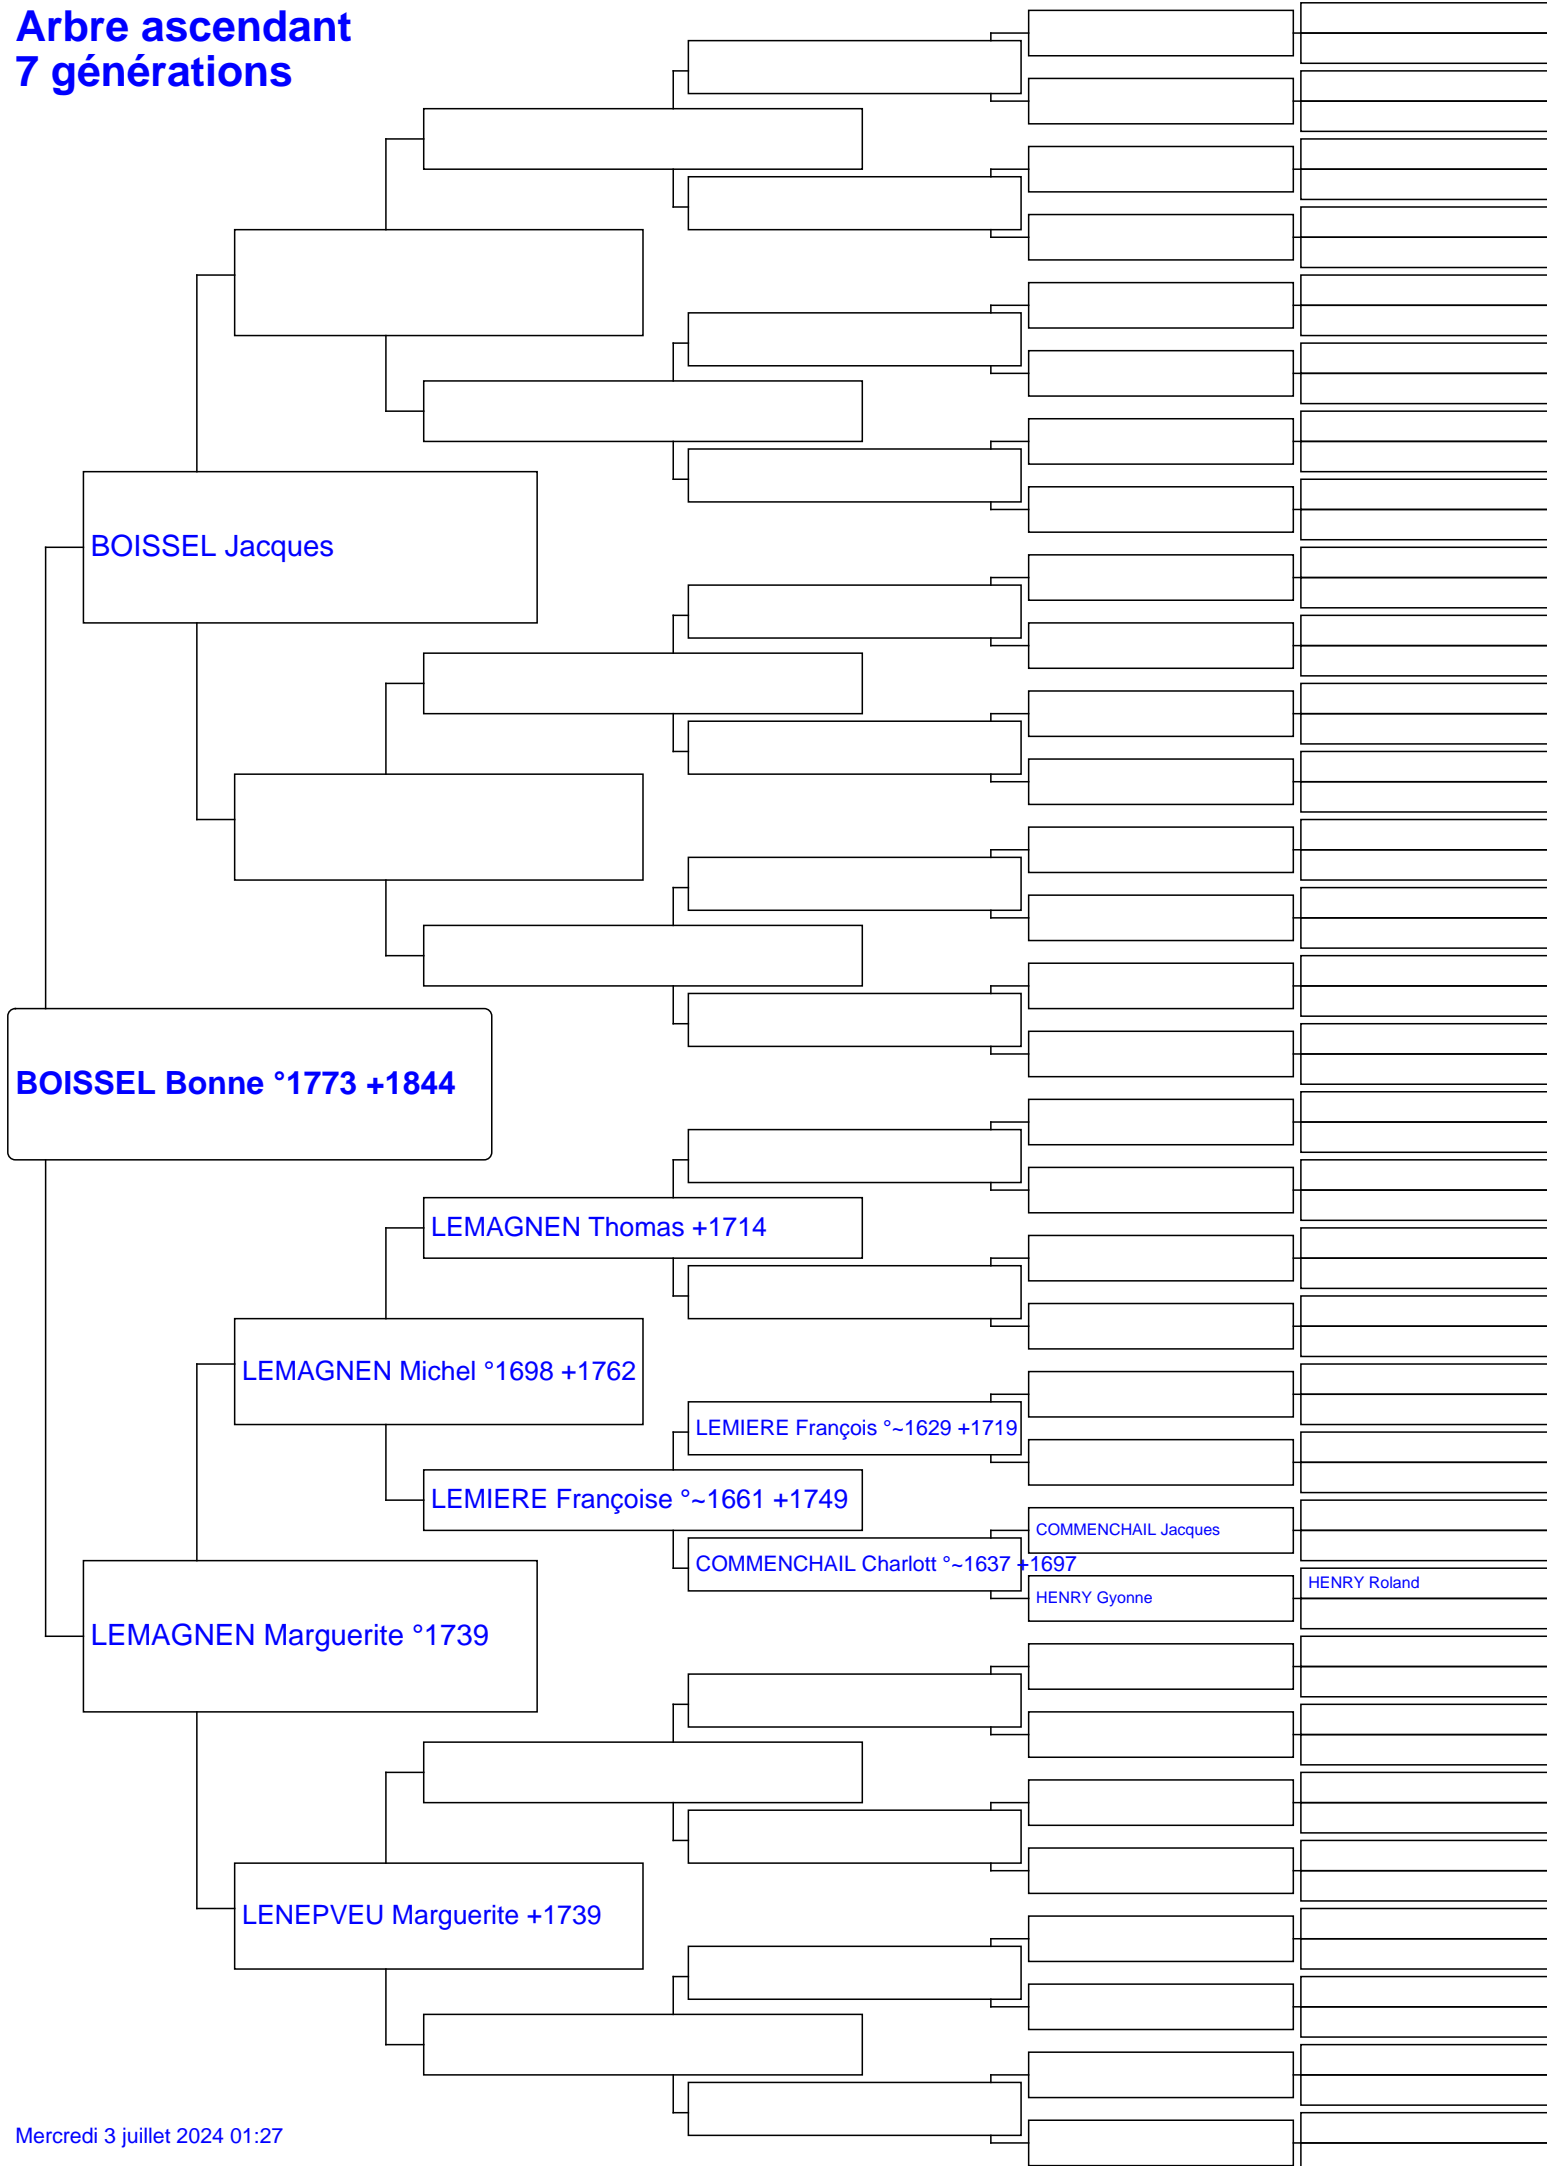 Arbre ascendant
7 générations
BOISSEL Jacques
BOISSEL Bonne °1773 +1844
LEMAGNEN Thomas +1714
LEMAGNEN Michel °1698 +1762
LEMIERE François °~1629 +1719
LEMIERE Françoise °~1661 +1749
COMMENCHAIL Jacques
COMMENCHAIL Charlott °~1637 +1697
HENRY Roland
HENRY Gyonne
LEMAGNEN Marguerite °1739
LENEPVEU Marguerite +1739
Mercredi 3 juillet 2024 01:27